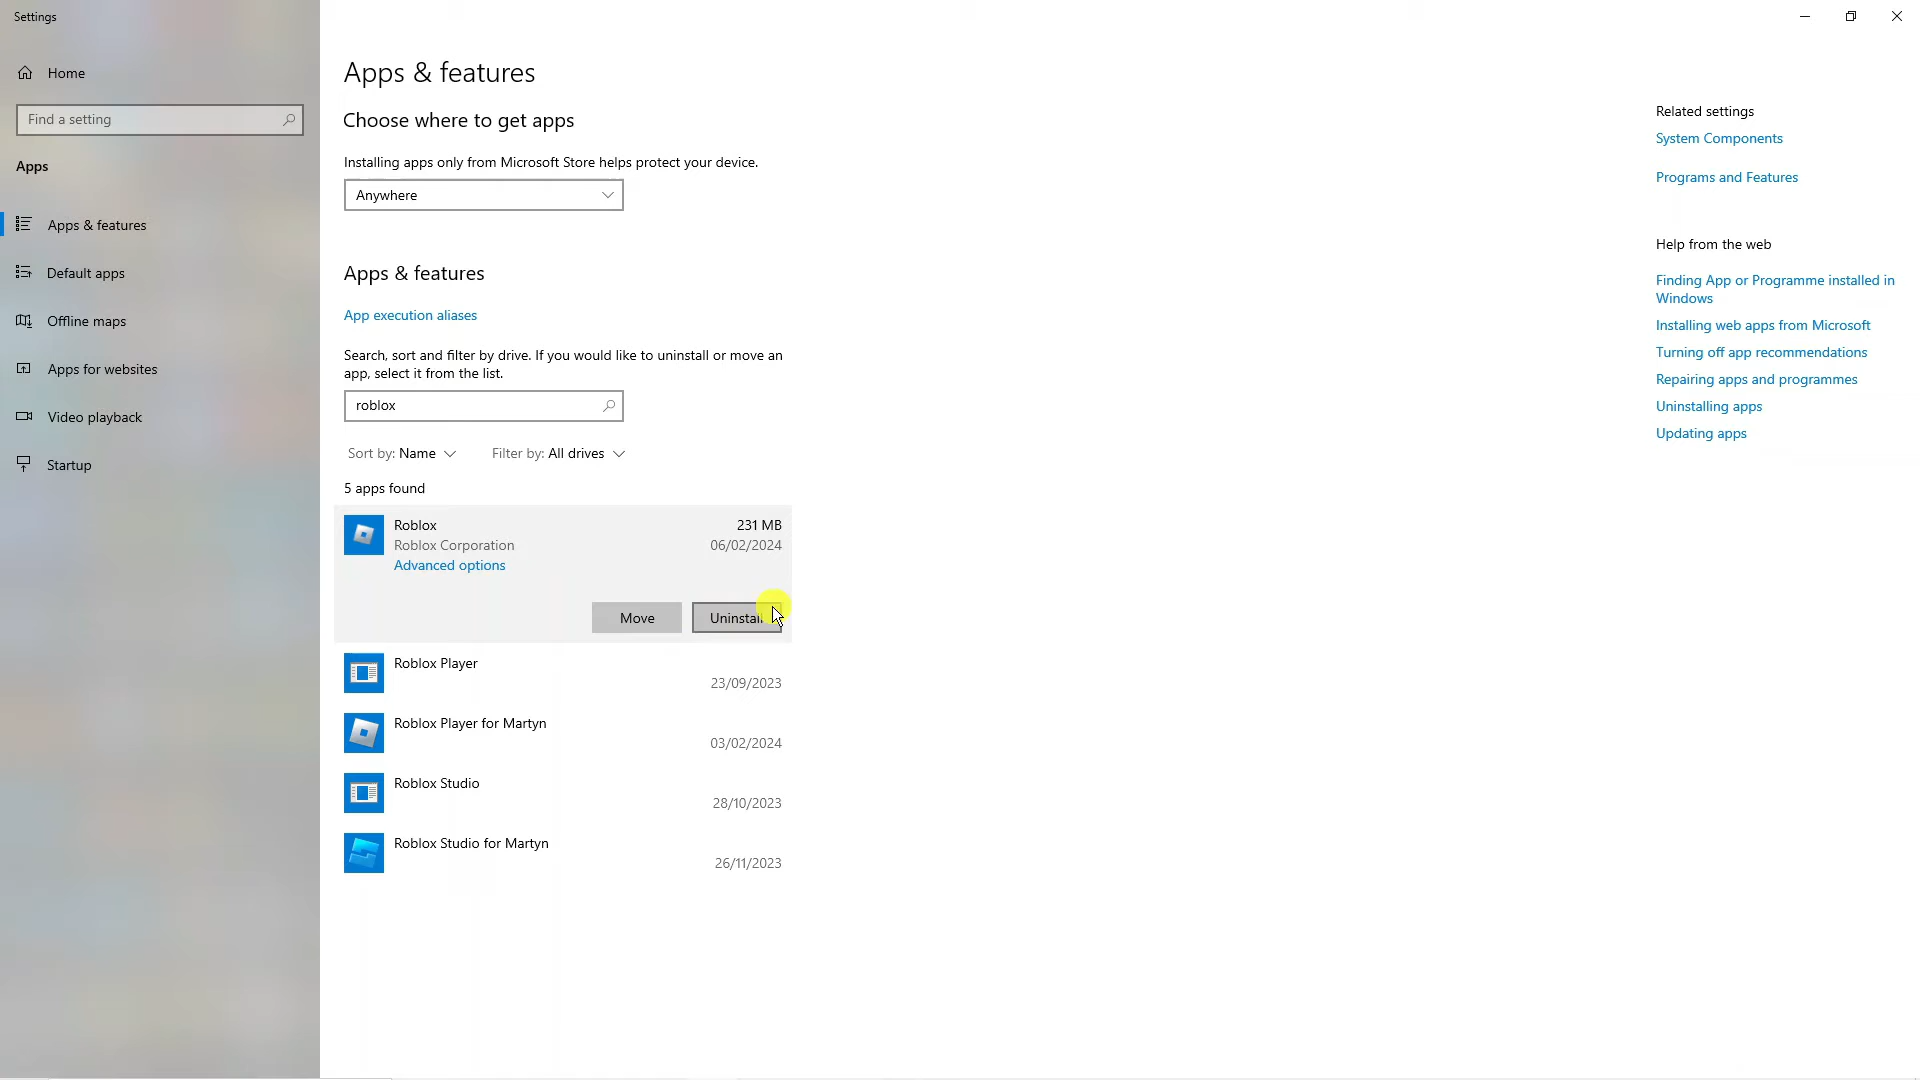 Settings
Home
Find a setting
Apps
Apps & features
Default apps
Offline maps
Apps for websites
Video playback
Startup
Apps & features
Choose where to get apps
Installing apps only from Microsoft Store helps protect your device.
Anywhere
Apps & features
App execution aliases
Search, sort and filter by drive. If you would like to uninstall or move an
app, select it from the list.
roblox
Sort by: Name
Filter by: All drives
5 apps found
Roblox
231 MB
Roblox Corporation
06/02/2024
Advanced options
Move
Uninstall
Roblox Player
23/09/2023
Roblox Player for Martyn
03/02/2024
Roblox Studio
28/10/2023
Roblox Studio for Martyn
26/11/2023
Related settings
System Components
Programs and Features
Help from the web
Finding App or Programme installed in
Windows
Installing web apps from Microsoft
Turning off app recommendations
Repairing apps and programmes
Uninstalling apps
Updating apps